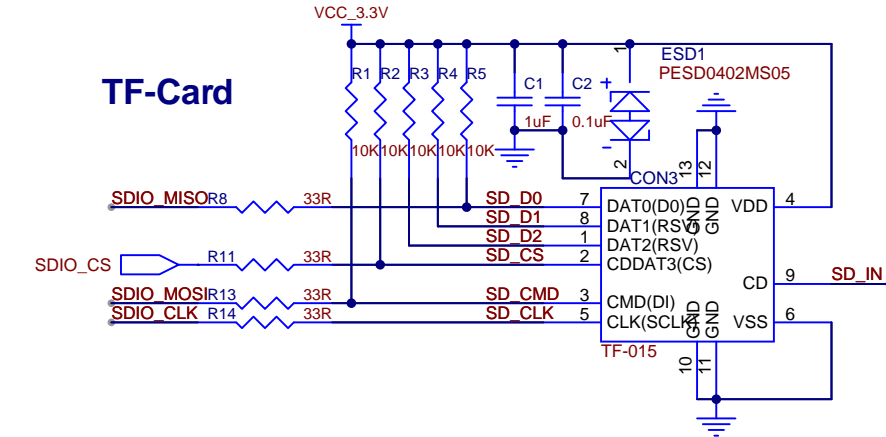 VCC_3.3V
TF-Card
R1 R2 R3 R4 R5
C1 C2
ESD1
PESD0402MS05
1
+
1uF 0.1uF
10K 10K 10K 10K 10K
-
2
13 12
CON3
SDIO_MISO R8 33R SD_D0 7 DAT0(D0) GND GND VDD 4
SD_D1 8 DAT1(RSV)
SD_D2 1 DAT2(RSV)
SDIO_CS R11 33R SD_CS 2 CDDAT3(CS)
CD 9 SD_IN
SDIO_MOSI R13 33R SD_CMD 3 CMD(DI)
SDIO_CLK R14 33R SD_CLK 5 CLK(SCLK) GND GND VSS 6
TF-015
10 11